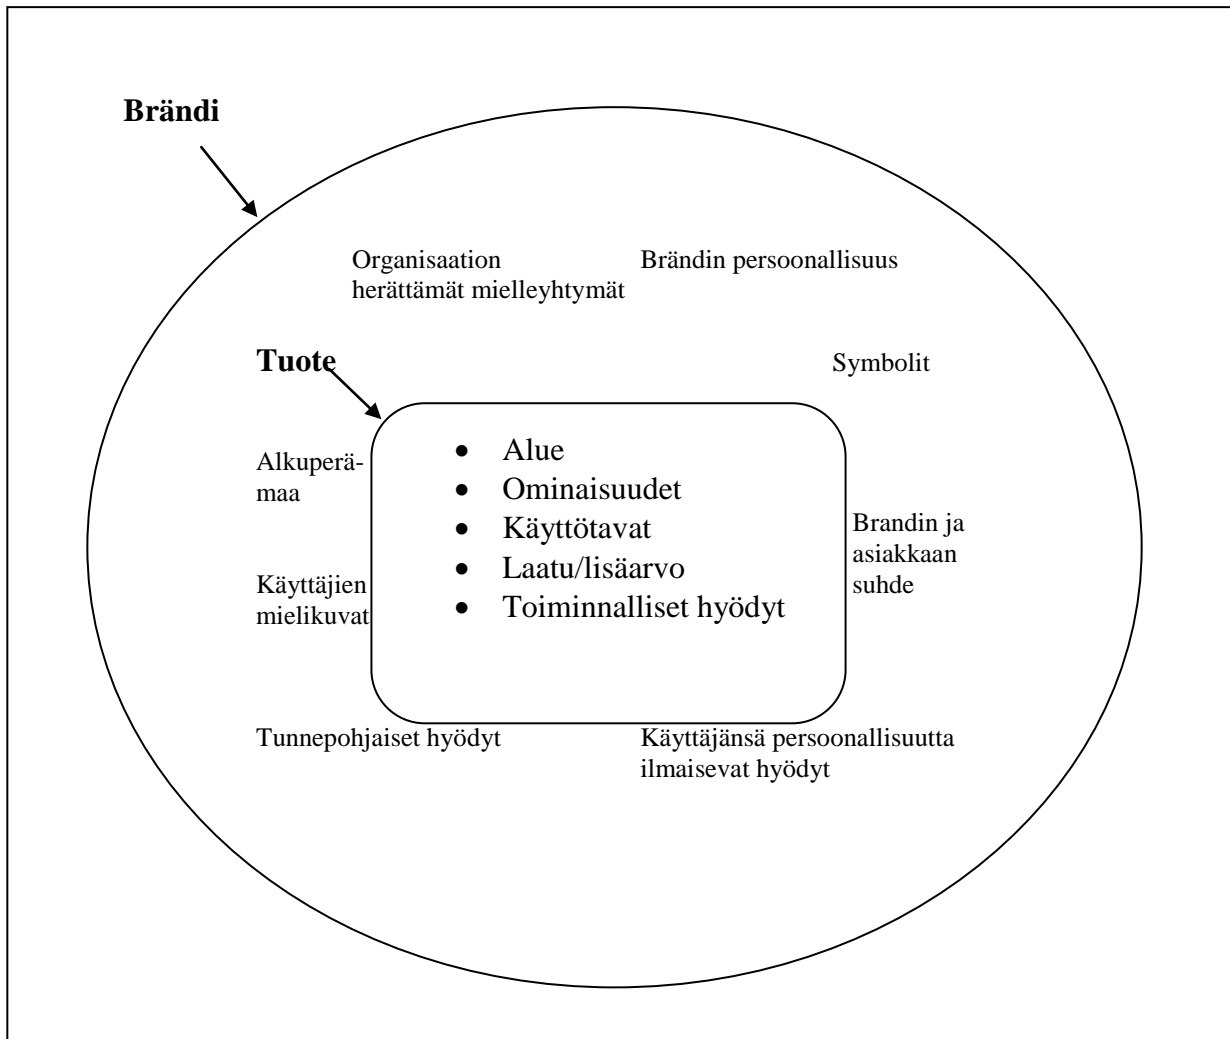 Brändi
Organisaation
herättämät mielleyhtymät
Brändin persoonallisuus
Tuote
Symbolit
Alkuperä-
maa
• Alue
• Ominaisuudet
• Käyttötavat
• Laatu/lisäarvo
• Toiminnalliset hyödyt
Brandin ja
asiakkaan
suhde
Käyttäjien
mielikuvat
Tunnepohjaiset hyödyt
Käyttäjänsä persoonallisuutta
ilmaisevat hyödyt